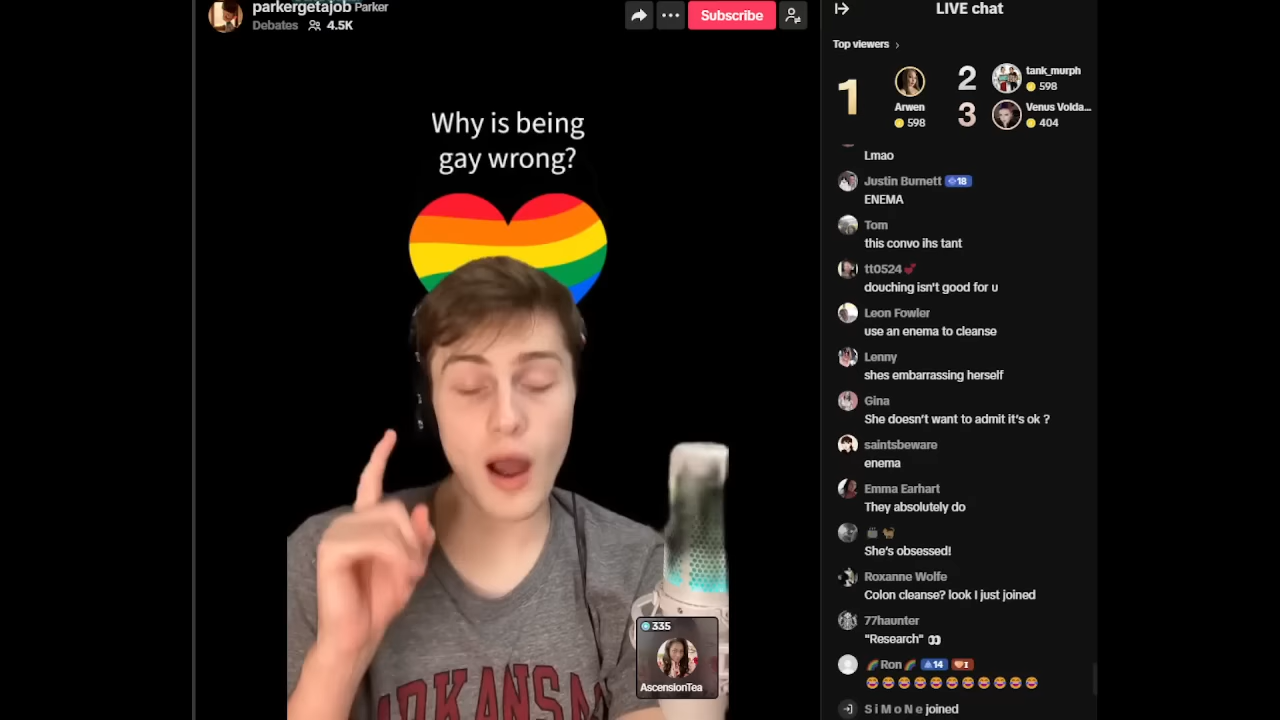 parkergetajob Parker
Debates 4.5K
Subscribe
Why is being
gay wrong?
ARKANSA
335
AscensionTea
LIVE chat
Top viewers
1
Arwen
598
2
tank_murph
598
3
Venus Volda...
404
Lmao
Justin Burnett 18
ENEMA
Tom
this convo ihs tant
tt0524
douching isn't good for u
Leon Fowler
use an enema to cleanse
Lenny
shes embarrassing herself
Gina
She doesn't want to admit it's ok ?
saintsbeware
enema
Emma Earhart
They absolutely do
She's obsessed!
Roxanne Wolfe
Colon cleanse? look I just joined
77haunter
"Research" 👀
🌈Ron🌈 14 I
😂😂😂😂😂😂😂😂😂😂😂
S i M o N e joined